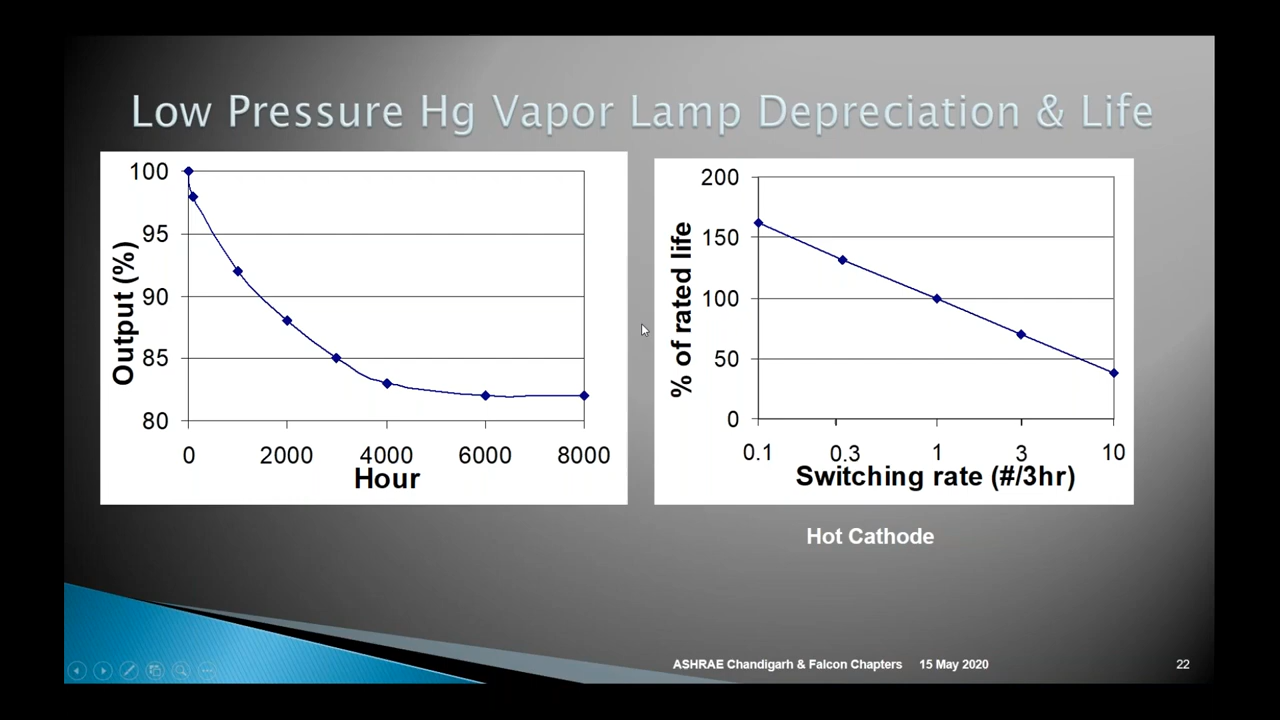 Low Pressure Hg Vapor Lamp Depreciation & Life
100
95
90
85
80
Output (%)
0 2000 4000 6000 8000
Hour
200
150
100
50
0
% of rated life
0.1 0.3 1 3 10
Switching rate (#/3hr)
Hot Cathode
ASHRAE Chandigarh & Falcon Chapters 15 May 2020 22